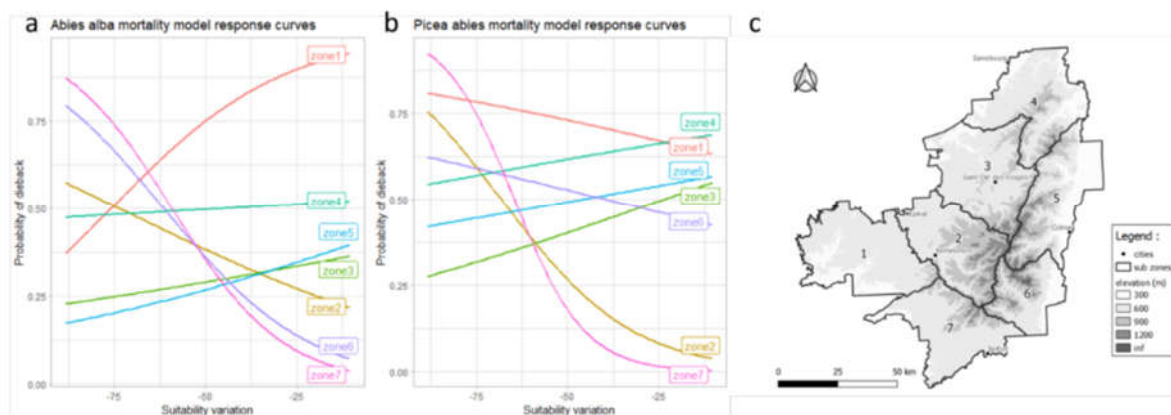 a
Abies alba mortality model response curves
Probability of dieback
0.75
0.50
0.25
0.00
zone1
zone4
zone5
zone3
zone2
zone6
zone7
-75
-50
-25
Suitability variation
b
Picea abies mortality model response curves
Probability of dieback
0.75
0.50
0.25
0.00
zone4
zone1
zone5
zone3
zone6
zone2
zone7
-75
-50
-25
Suitability variation
c
4
3
5
2
1
6
7
Legend :
cities
sub zones
elevation (m)
300
600
900
1200
inf
0
25
50 km